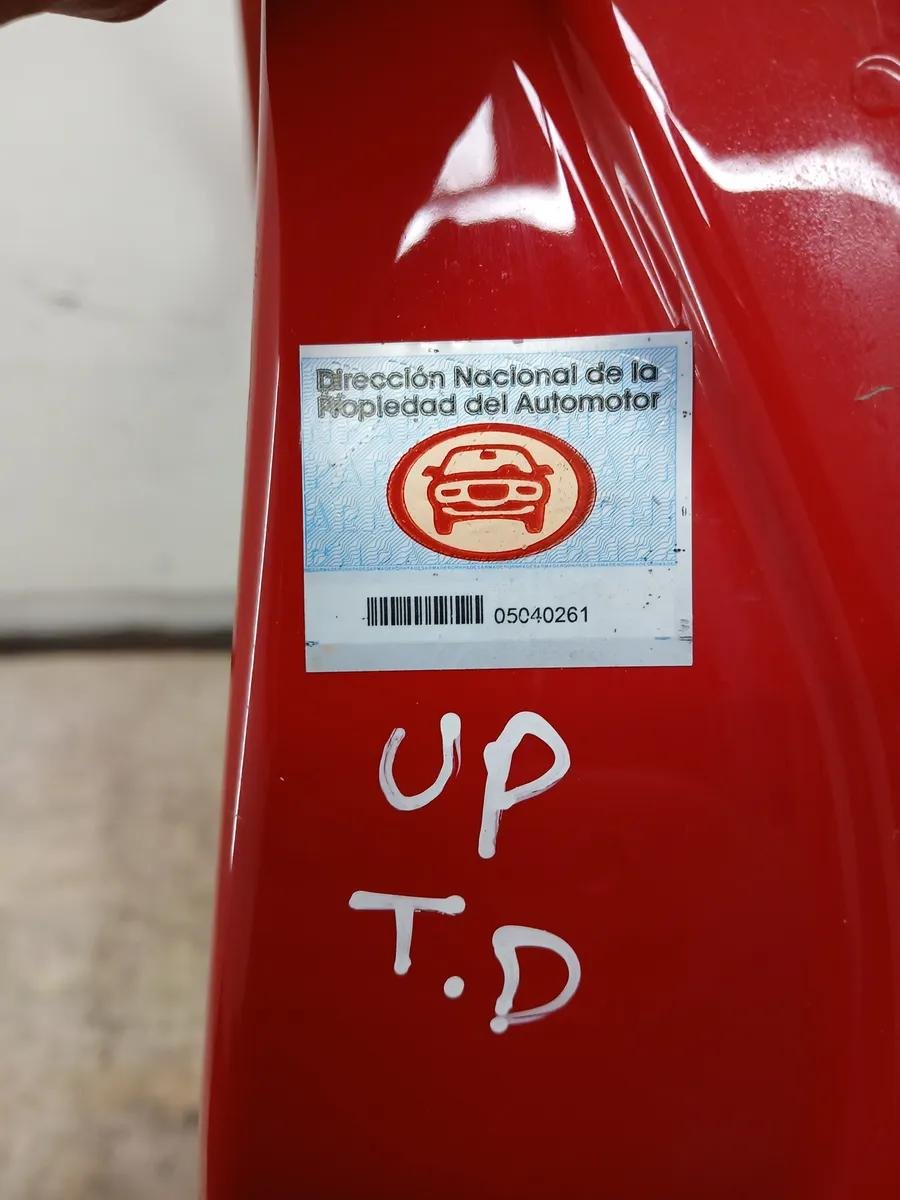 Dirección Nacional de la
Propiedad del Automotor
05040261
UP
T.D